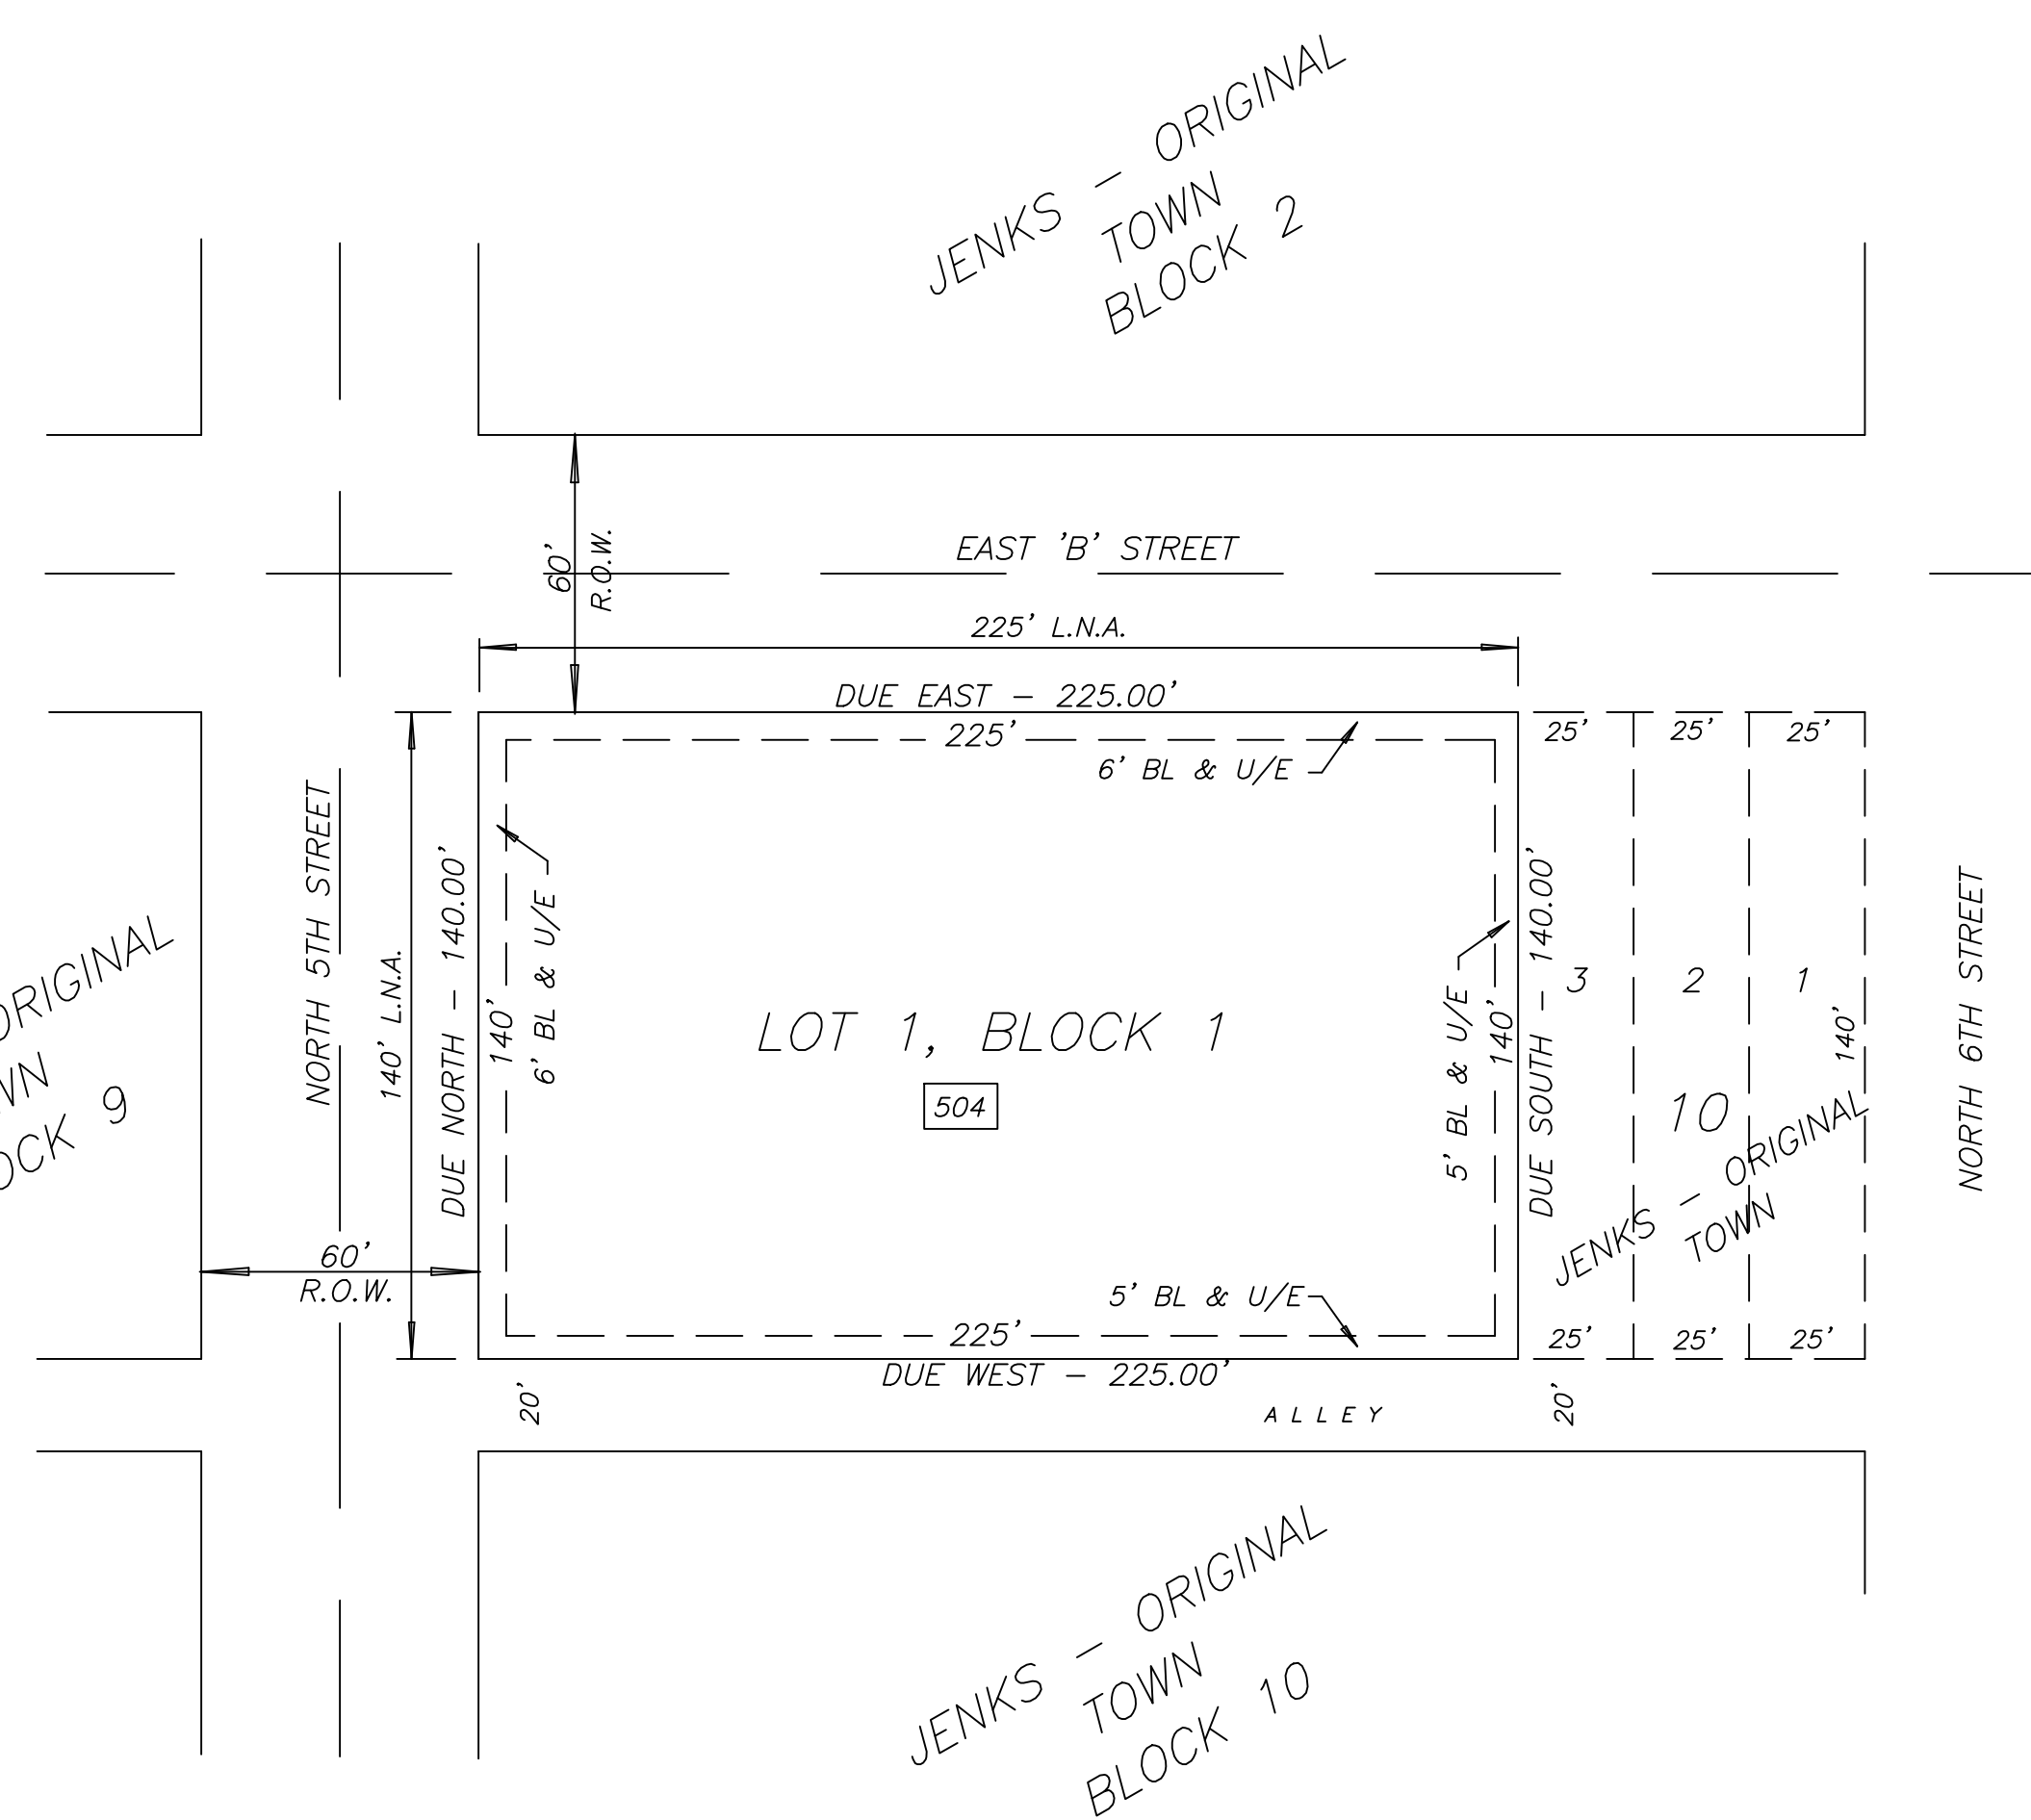 JENKS - ORIGINAL
TOWN
BLOCK 2
60'
R.O.W.
EAST 'B' STREET
225' L.N.A.
DUE EAST - 225.00'
225'
6' BL & U/E
25'
25'
25'
NORTH 5TH STREET
140' L.N.A.
DUE NORTH - 140.00'
140'
6' BL & U/E
LOT 1, BLOCK 1
504
5' BL & U/E
140'
DUE SOUTH - 140.00'
3
2
1
140'
10
JENKS - ORIGINAL
TOWN
NORTH 6TH STREET
ORIGINAL
WN
OCK 9
60'
R.O.W.
5' BL & U/E
225'
DUE WEST - 225.00'
25'
25'
25'
20'
ALLEY
20'
JENKS - ORIGINAL
TOWN
BLOCK 10